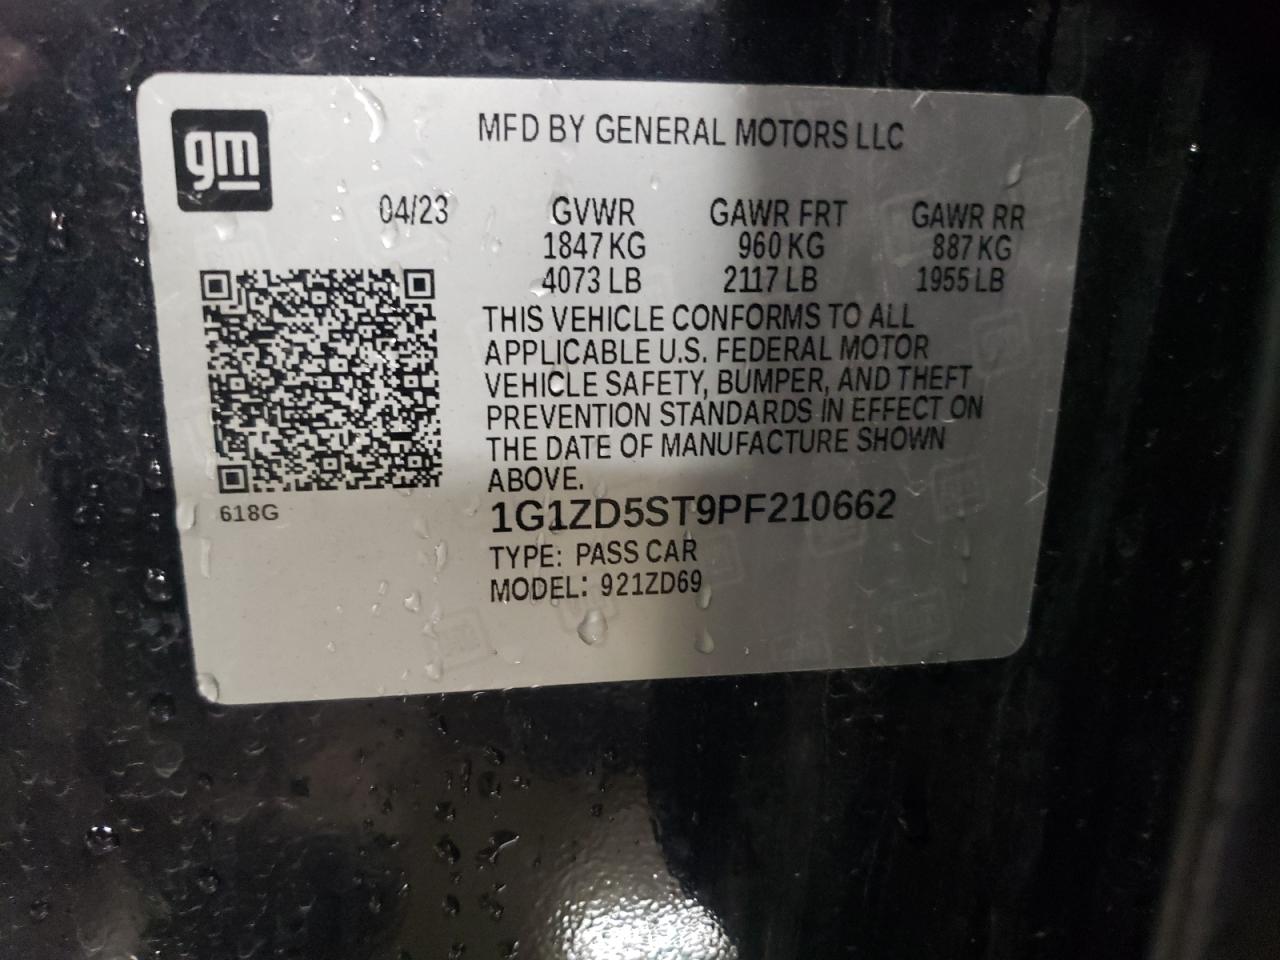 gm
MFD BY GENERAL MOTORS LLC
04/23 GVWR GAWR FRT GAWR RR
1847 KG 960 KG 887 KG
4073 LB 2117 LB 1955 LB
THIS VEHICLE CONFORMS TO ALL
APPLICABLE U.S. FEDERAL MOTOR
VEHICLE SAFETY, BUMPER, AND THEFT
PREVENTION STANDARDS IN EFFECT ON
THE DATE OF MANUFACTURE SHOWN
ABOVE.
618G
1G1ZD5ST9PF210662
TYPE: PASS CAR
MODEL: 921ZD69